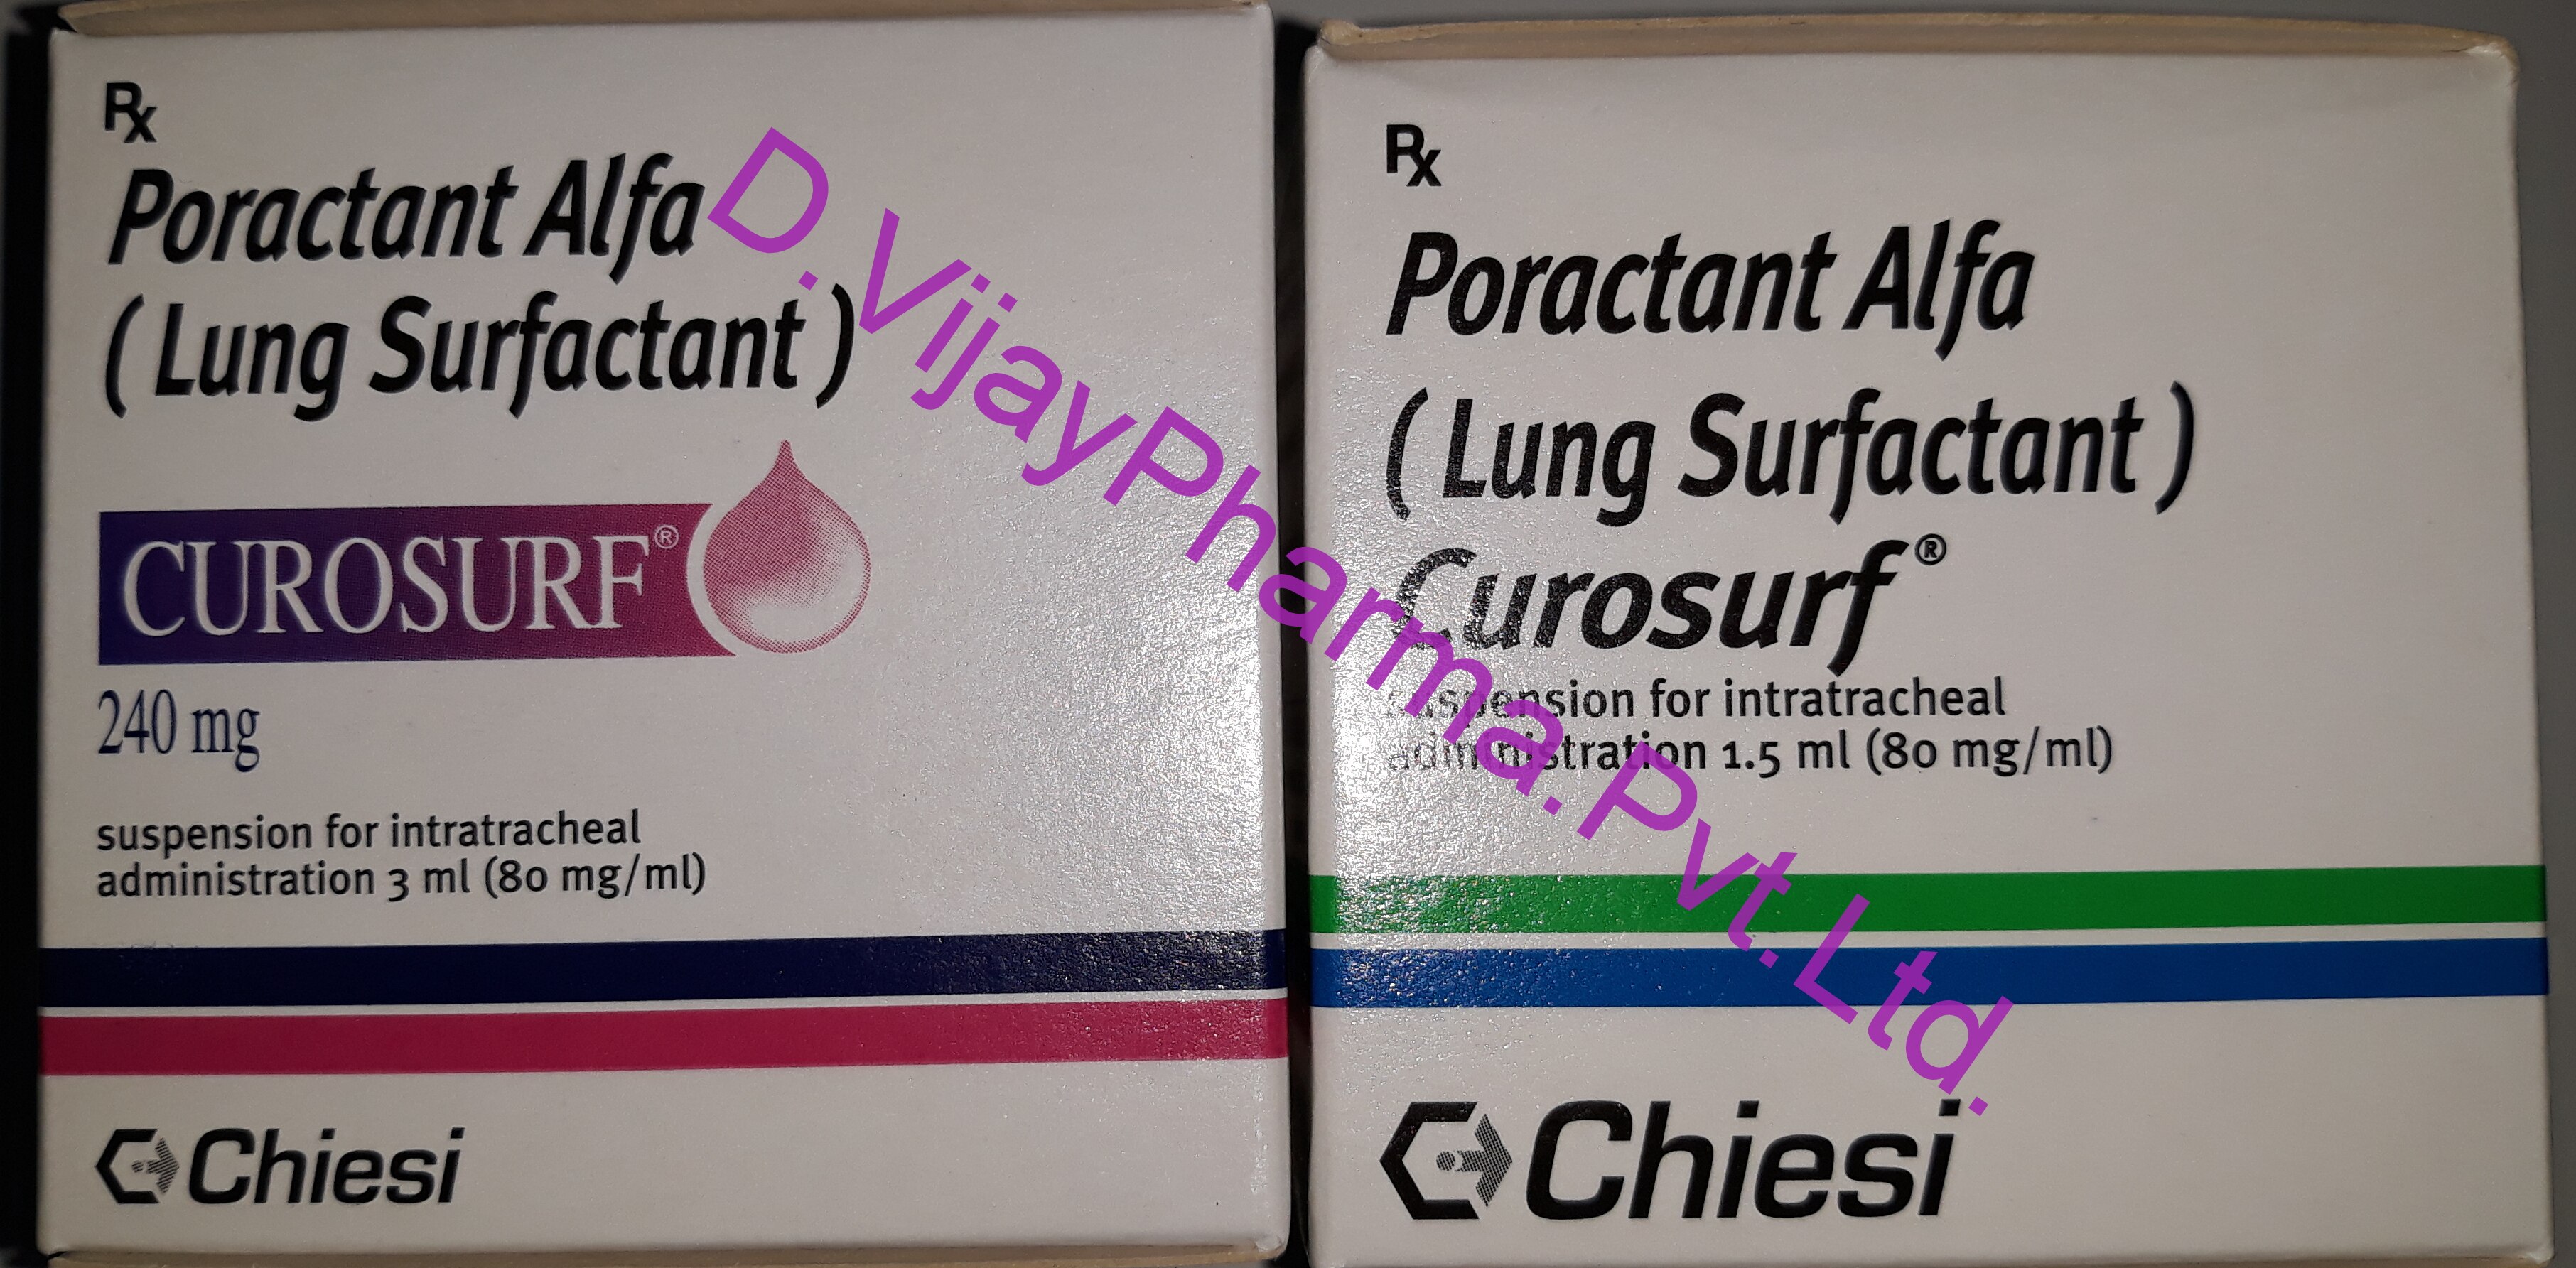 Rx
Poractant Alfa
( Lung Surfactant )
CUROSURF®
240 mg
suspension for intratracheal
administration 3 ml (80 mg/ml)
Chiesi
Rx
Poractant Alfa
( Lung Surfactant )
Curosurf®
suspension for intratracheal
administration 1.5 ml (80 mg/ml)
Chiesi
D.VijayPharma.Pvt.Ltd.